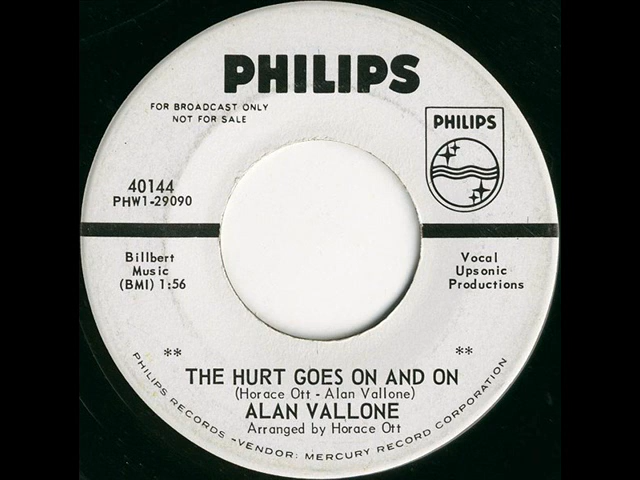 PHILIPS
FOR BROADCAST ONLY
NOT FOR SALE
PHILIPS
40144
PHW1-29090
Billbert
Music
(BMI) 1:56
Vocal
Upsonic
Productions
**
**
THE HURT GOES ON AND ON
(Horace Ott - Alan Vallone)
ALAN VALLONE
Arranged by Horace Ott
PHILIPS RECORDS -VENDOR: MERCURY RECORD CORPORATION